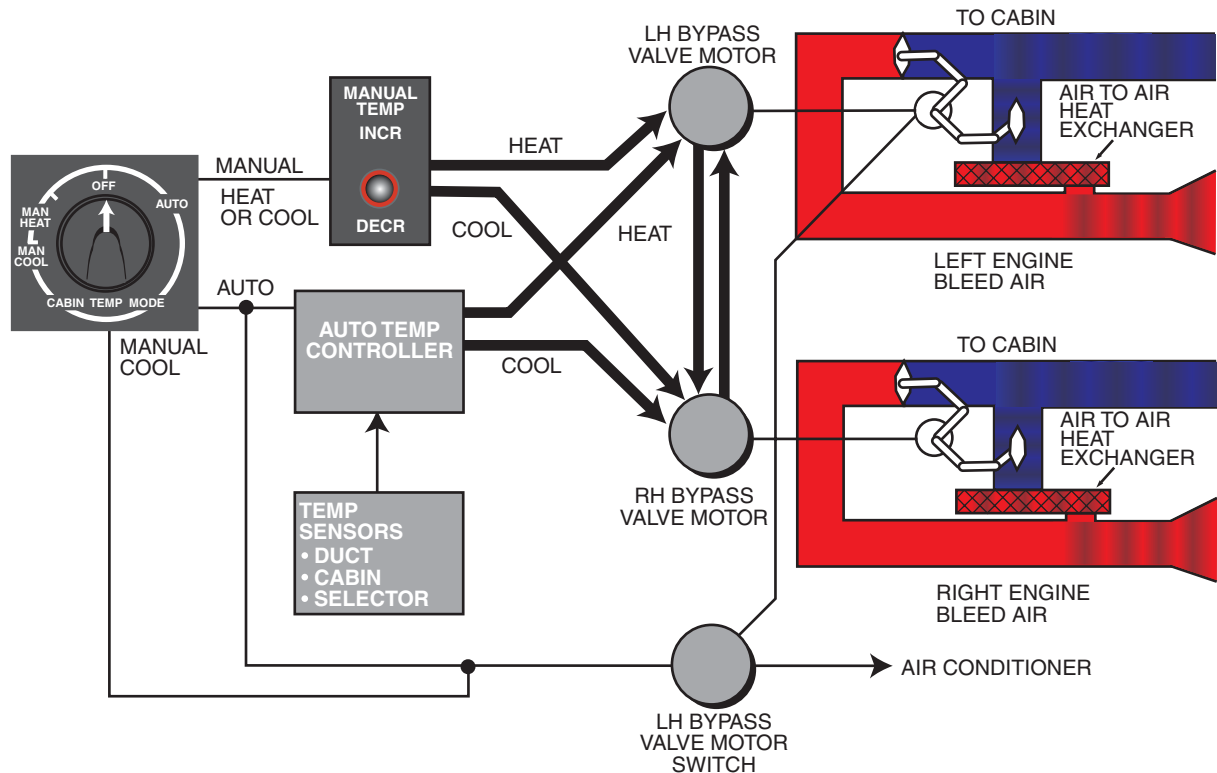 OFF
AUTO
MAN
HEAT
MAN
COOL
CABIN TEMP MODE
MANUAL
HEAT
OR COOL
AUTO
MANUAL
COOL
MANUAL
TEMP
INCR
DECR
HEAT
COOL
HEAT
COOL
AUTO TEMP
CONTROLLER
TEMP
SENSORS
• DUCT
• CABIN
• SELECTOR
LH BYPASS
VALVE MOTOR
RH BYPASS
VALVE MOTOR
LH BYPASS
VALVE MOTOR
SWITCH
AIR CONDITIONER
TO CABIN
AIR TO AIR
HEAT
EXCHANGER
LEFT ENGINE
BLEED AIR
TO CABIN
AIR TO AIR
HEAT
EXCHANGER
RIGHT ENGINE
BLEED AIR